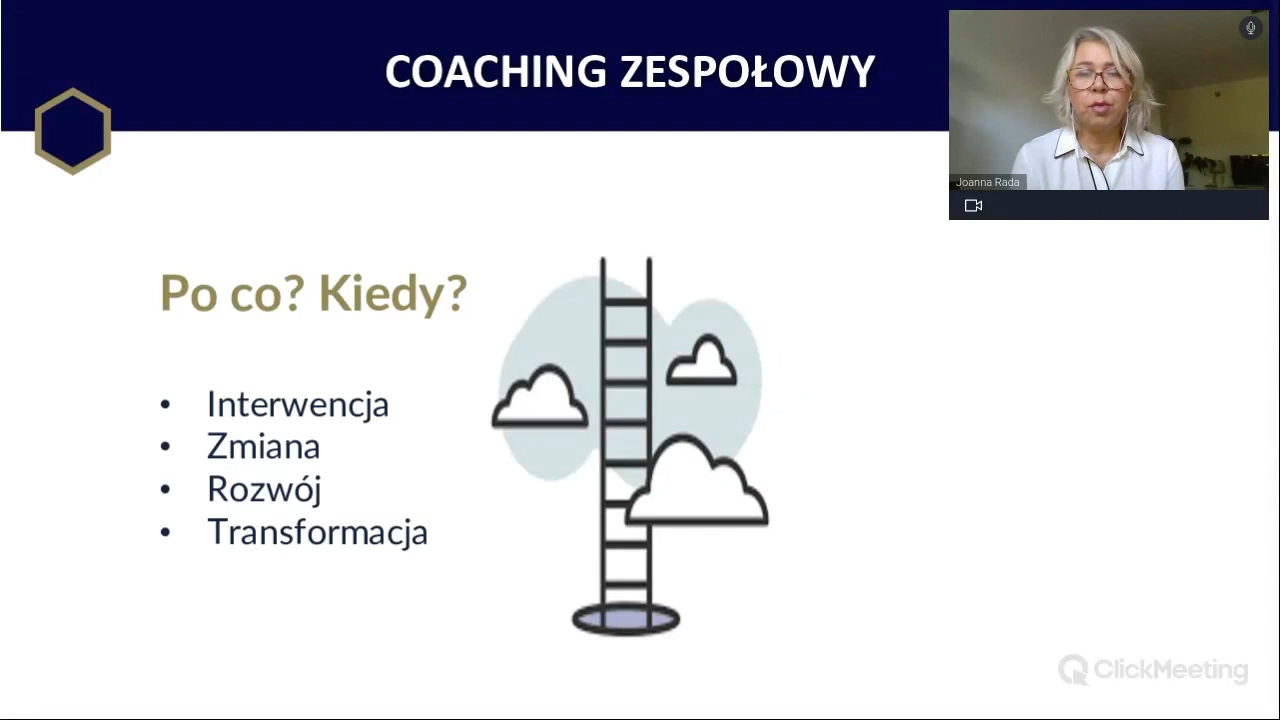 COACHING ZESPOŁOWY
Joanna Rada
Po co? Kiedy?
• Interwencja
• Zmiana
• Rozwój
• Transformacja
ClickMeeting